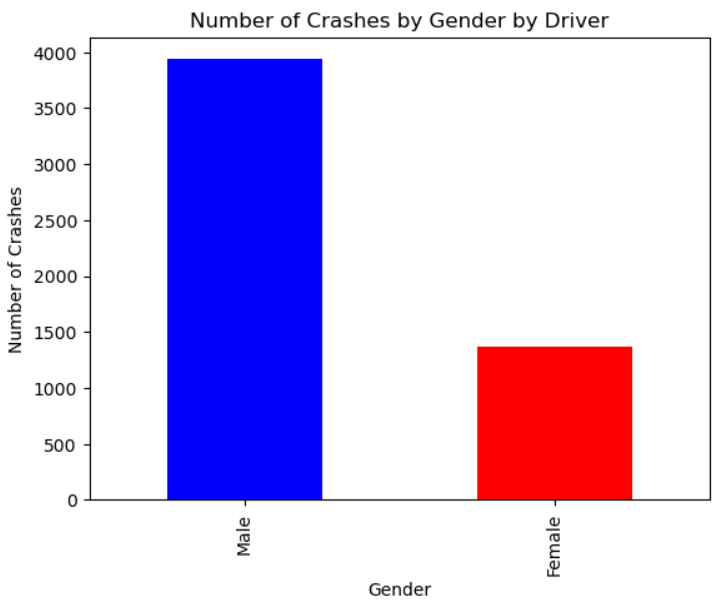 Number of Crashes by Gender by Driver
Number of Crashes
4000
3500
3000
2500
2000
1500
1000
500
0
Male
Female
Gender